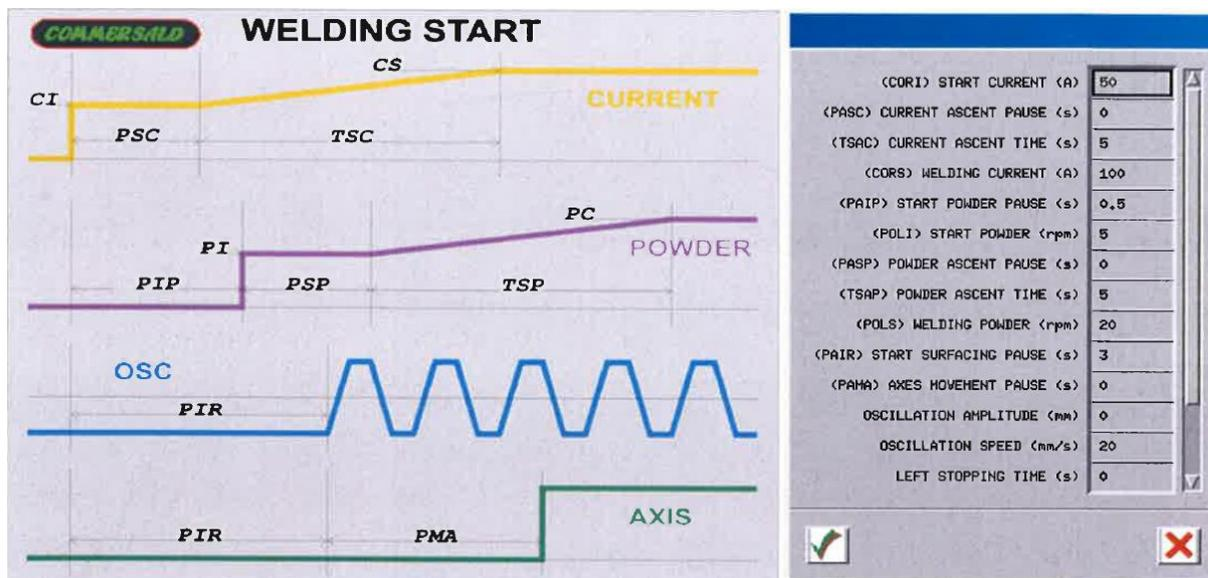 COMMERSALD WELDING START
CS
CI
CURRENT
PSC TSC
PC
PI
POWDER
PIP PSP TSP
OSC
PIR
AXIS
PIR PMA
(CORI) START CURRENT (A) 50
(PASC) CURRENT ASCENT PAUSE (s) 0
(TSAC) CURRENT ASCENT TIME (s) 5
(CORS) WELDING CURRENT (A) 100
(PAIP) START POWDER PAUSE (s) 0.5
(POLI) START POWDER (rpm) 5
(PASP) POWDER ASCENT PAUSE (s) 0
(TSAP) POWDER ASCENT TIME (s) 5
(POLS) WELDING POWDER (rpm) 20
(PAIR) START SURFACING PAUSE (s) 3
(PAMA) AXES MOVEMENT PAUSE (s) 0
OSCILLATION AMPLITUDE (mm) 0
OSCILLATION SPEED (mm/s) 20
LEFT STOPPING TIME (s) 0